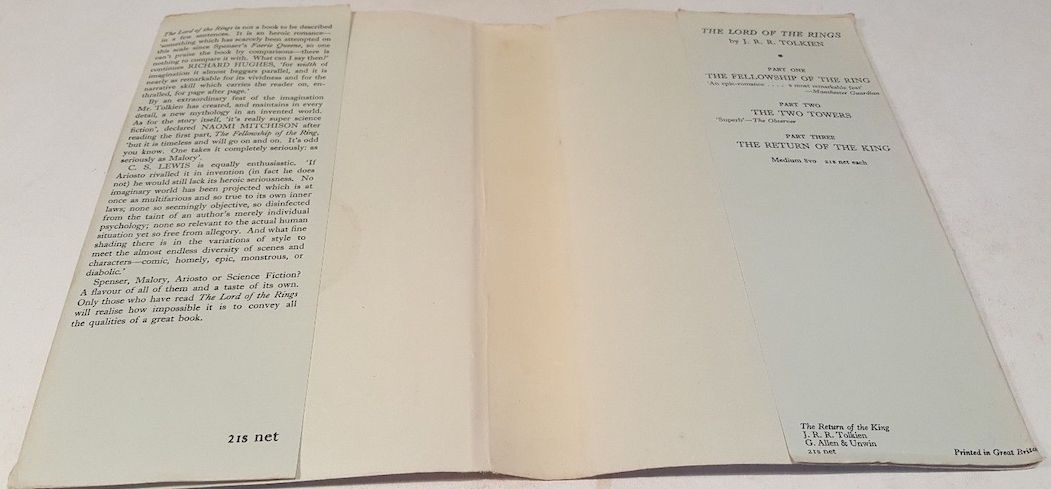 The Lord of the Rings is not a book to be described
in a few sentences. It is an heroic romance—
'something which has scarcely been attempted on
this scale since Spenser's Faerie Queene, so one
can't praise the book by comparisons—there is
nothing to compare it with. What can I say then?'
continues RICHARD HUGHES, 'for width of
imagination it almost beggars parallel, and it is
nearly as remarkable for its vividness and for the
narrative skill which carries the reader on, en-
thralled, for page after page.'
By an extraordinary feat of the imagination
Mr. Tolkien has created, and maintains in every
detail, a new mythology in an invented world.
As for the story itself, 'it's really super science
fiction', declared NAOMI MITCHISON after
reading the first part, The Fellowship of the Ring,
'but it is timeless and will go on and on. It's odd
you know. One takes it completely seriously: as
seriously as Malory'.
C. S. LEWIS is equally enthusiastic. 'If
Ariosto rivalled it in invention (in fact he does
not) he would still lack its heroic seriousness. No
imaginary world has been projected which is at
once as multifarious and so true to its own inner
laws; none so seemingly objective, so disinfected
from the taint of an author's merely individual
psychology; none so relevant to the actual human
situation yet so free from allegory. And what fine
shading there is in the variations of style to
meet the almost endless diversity of scenes and
characters—comic, homely, epic, monstrous, or
diabolic.'
Spenser, Malory, Ariosto or Science Fiction?
A flavour of all of them and a taste of its own.
Only those who have read The Lord of the Rings
will realise how impossible it is to convey all
the qualities of a great book.
21s net
THE LORD OF THE RINGS
by J. R. R. TOLKIEN
PART ONE
THE FELLOWSHIP OF THE RING
'An epic-romance . . . . a most remarkable feat'
—Manchester Guardian
PART TWO
THE TWO TOWERS
'Superb'—The Observer
PART THREE
THE RETURN OF THE KING
Medium 8vo 21s net each
The Return of the King
J. R. R. Tolkien
G. Allen & Unwin
21s net
Printed in Great Britain